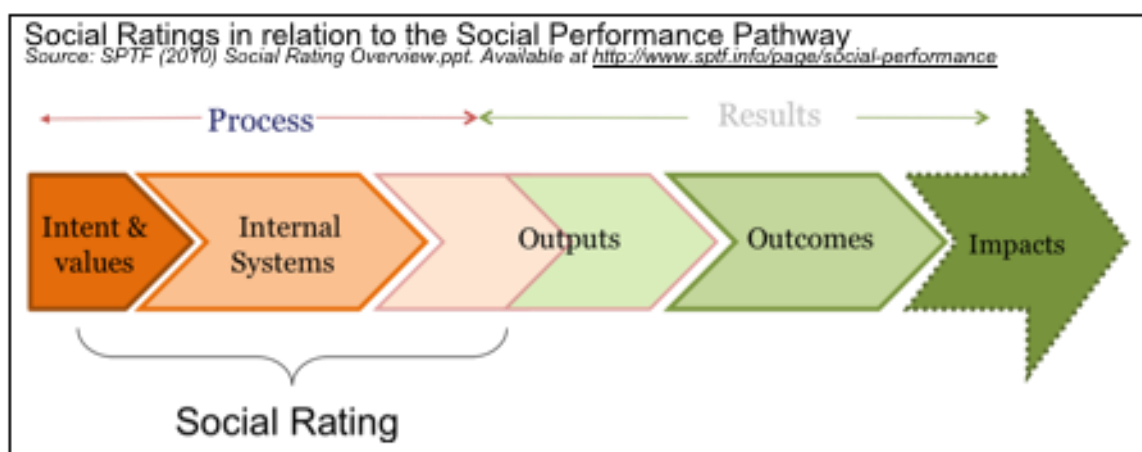 Social Ratings in relation to the Social Performance Pathway
Source: SPTF (2010) Social Rating Overview.ppt. Available at http://www.sptf.info/page/social-performance
Process
Results
Intent &
values
Internal
Systems
Outputs
Outcomes
Impacts
Social Rating